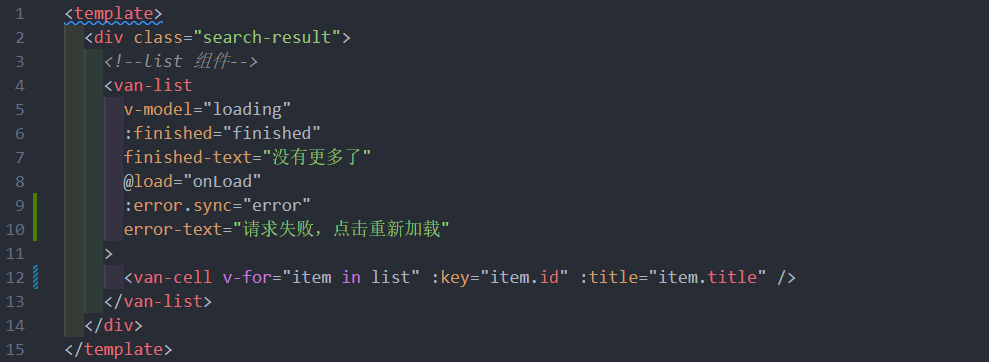 1 <template>
2 <div class="search-result">
3 <!--list 组件-->
4 <van-list
5 v-model="loading"
6 :finished="finished"
7 finished-text="没有更多了"
8 @load="onLoad"
9 :error.sync="error"
10 error-text="请求失败，点击重新加载"
11 >
12 <van-cell v-for="item in list" :key="item.id" :title="item.title" />
13 </van-list>
14 </div>
15 </template>